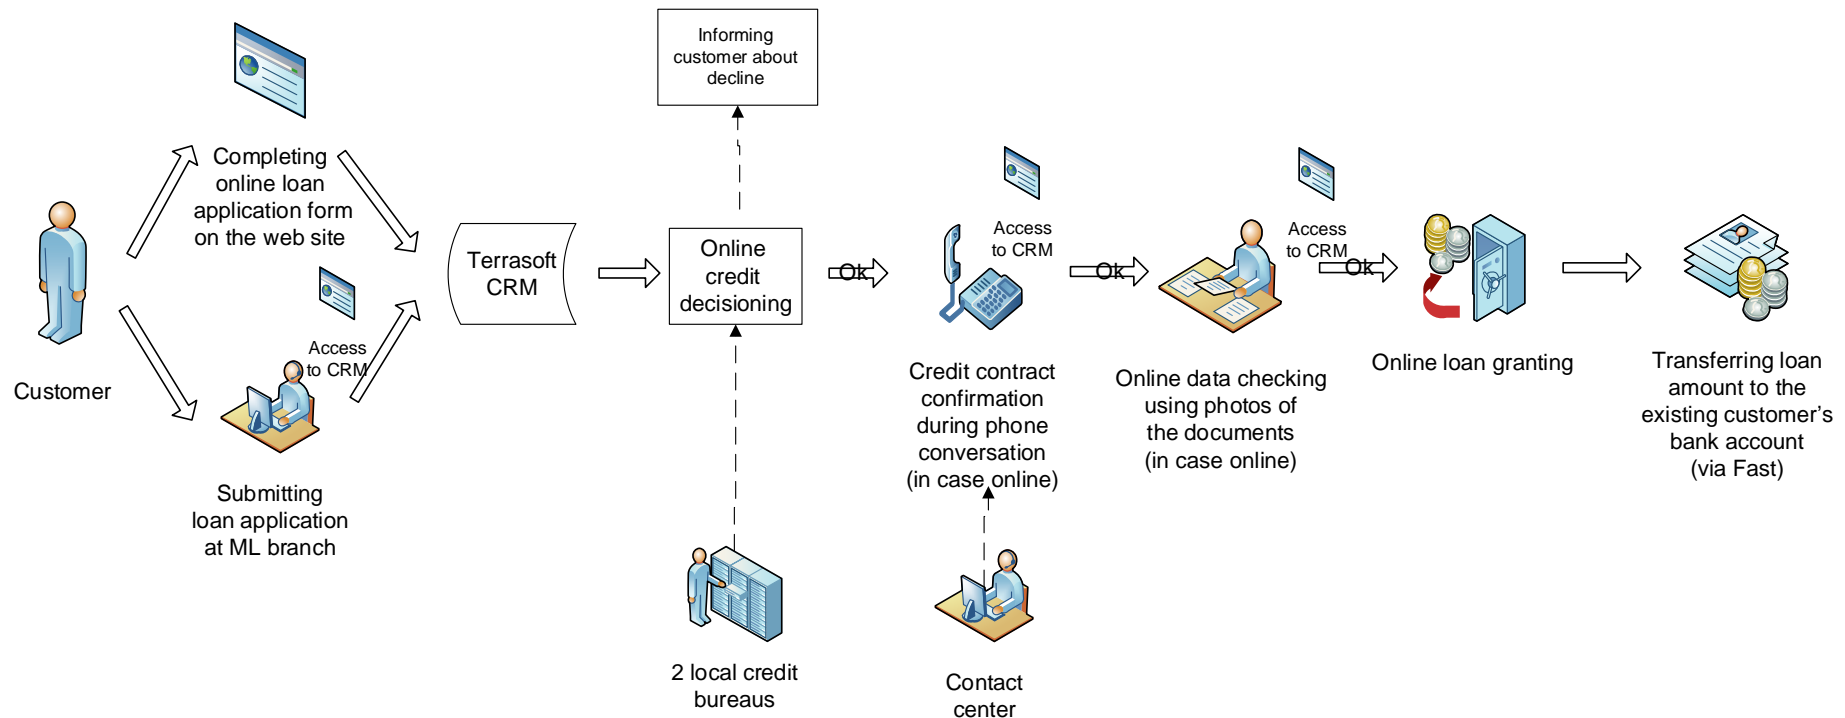 Informing
customer about
decline
Completing
online loan
application form
on the web site
Customer
Access
to CRM
Submitting
loan application
at ML branch
Terrasoft
CRM
Online
credit
decisioning
2 local credit
bureaus
Ok
Access
to CRM
Credit contract
confirmation
during phone
conversation
(in case online)
Contact
center
Ok
Access
to CRM
Online data checking
using photos of
the documents
(in case online)
Ok
Online loan granting
Transferring loan
amount to the
existing customer’s
bank account
(via Fast)